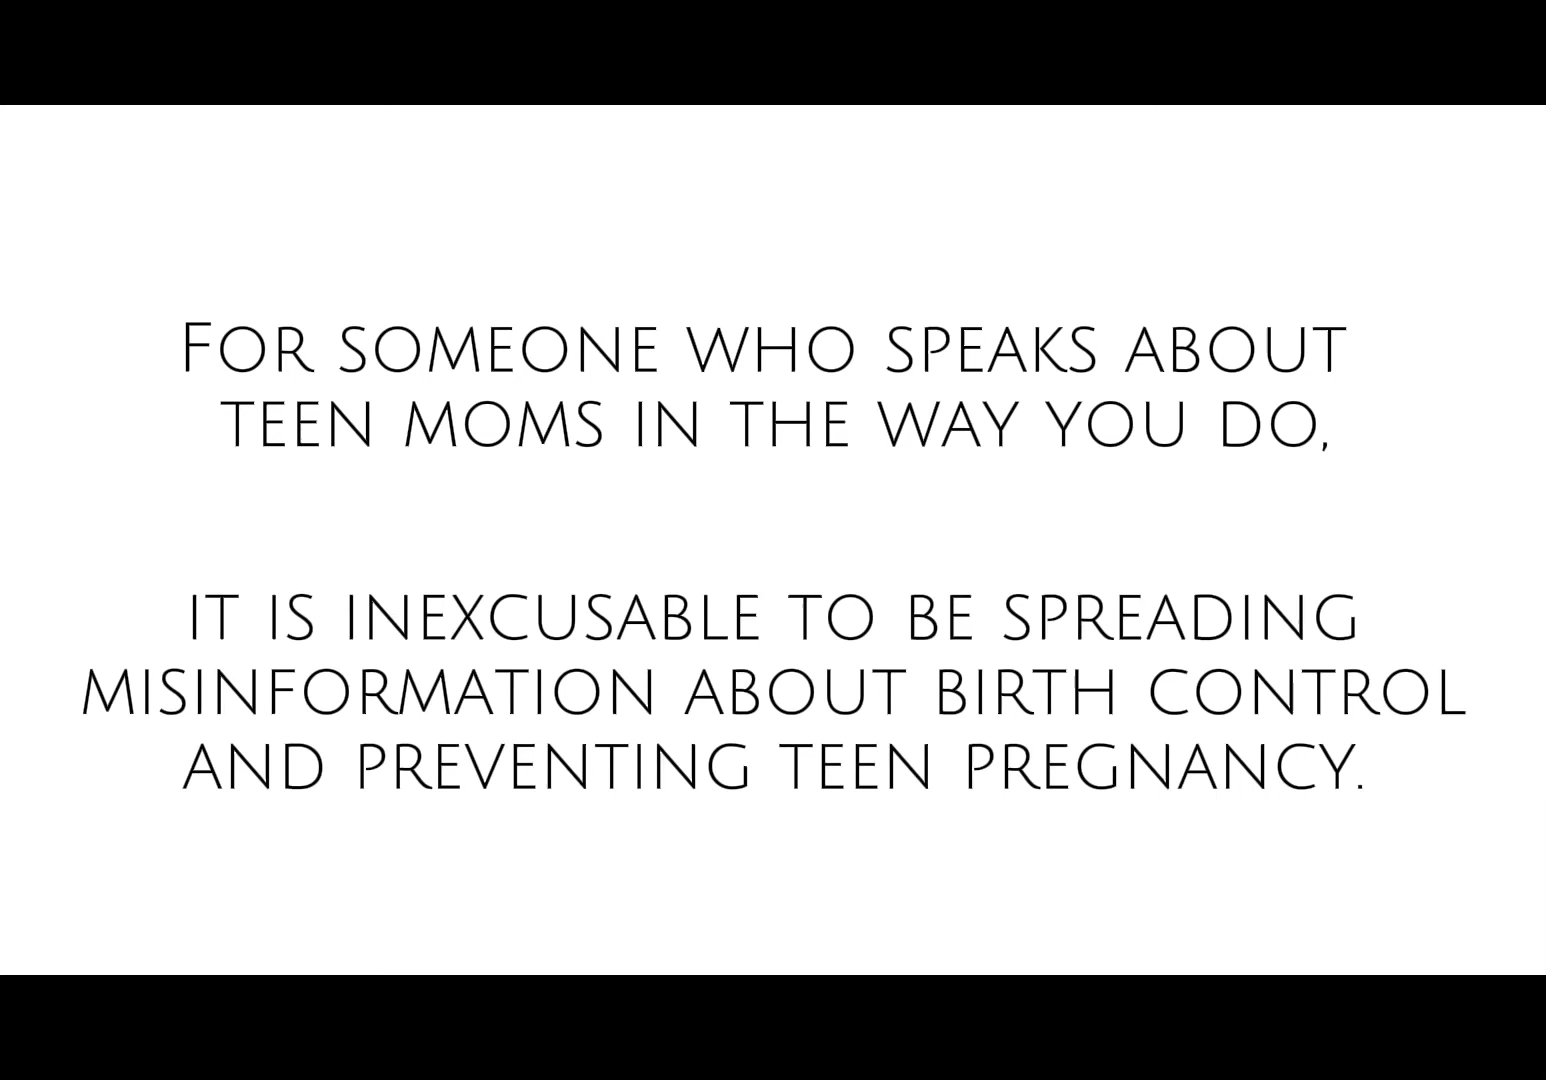 For someone who speaks about
teen moms in the way you do,
it is inexcusable to be spreading
misinformation about birth control
and preventing teen pregnancy.